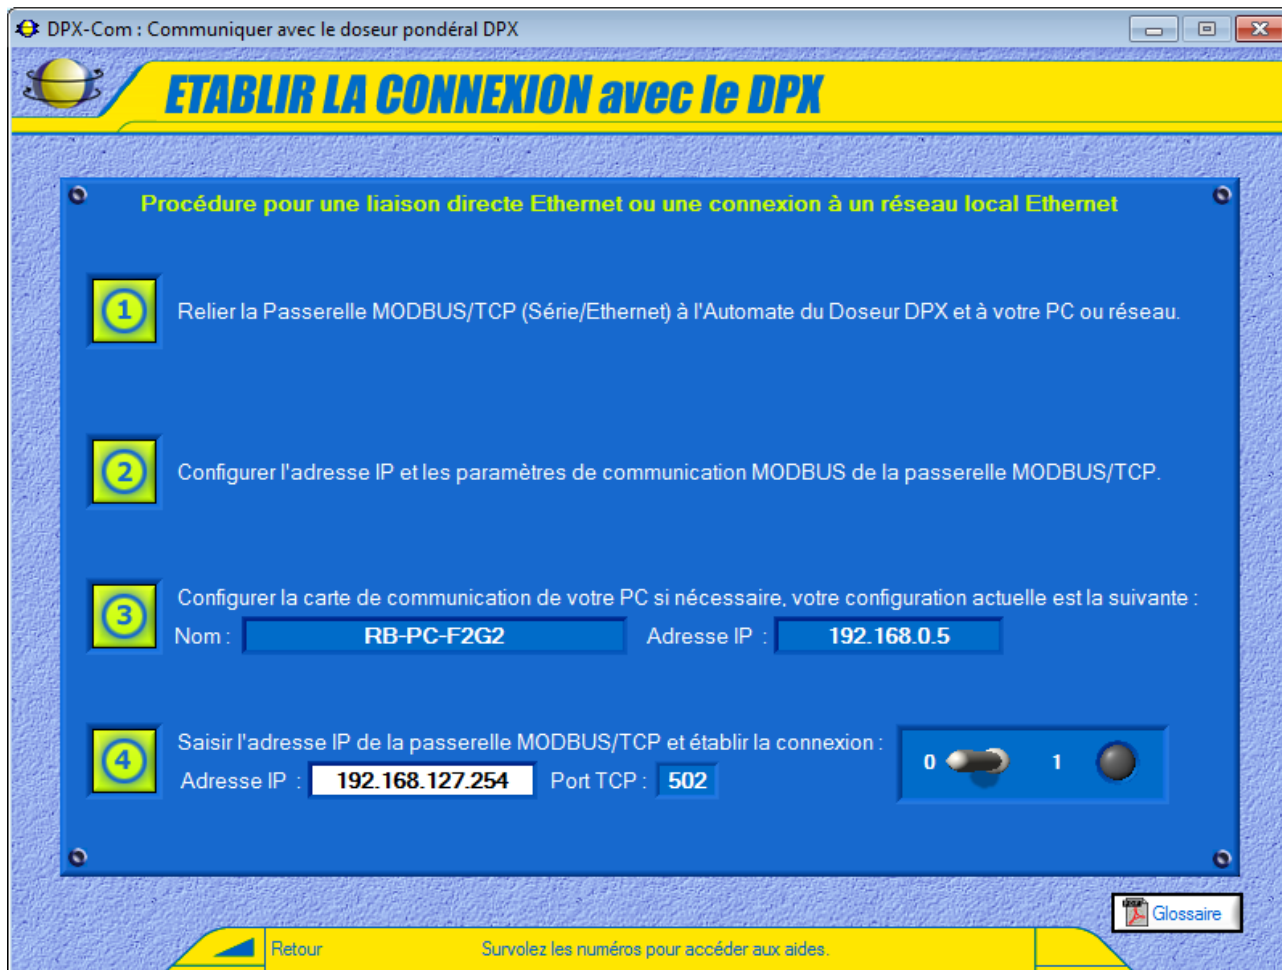 DPX-Com : Communiquer avec le doseur pondéral DPX
ETABLIR LA CONNEXION avec le DPX
Procédure pour une liaison directe Ethernet ou une connexion à un réseau local Ethernet
1 Relier la Passerelle MODBUS/TCP (Série/Ethernet) à l'Automate du Doseur DPX et à votre PC ou réseau.
2 Configurer l'adresse IP et les paramètres de communication MODBUS de la passerelle MODBUS/TCP.
3 Configurer la carte de communication de votre PC si nécessaire, votre configuration actuelle est la suivante :
Nom : RB-PC-F2G2 Adresse IP : 192.168.0.5
4 Saisir l'adresse IP de la passerelle MODBUS/TCP et établir la connexion :
0 1
Adresse IP : 192.168.127.254 Port TCP : 502
Glossaire
Retour Survolez les numéros pour accéder aux aides.